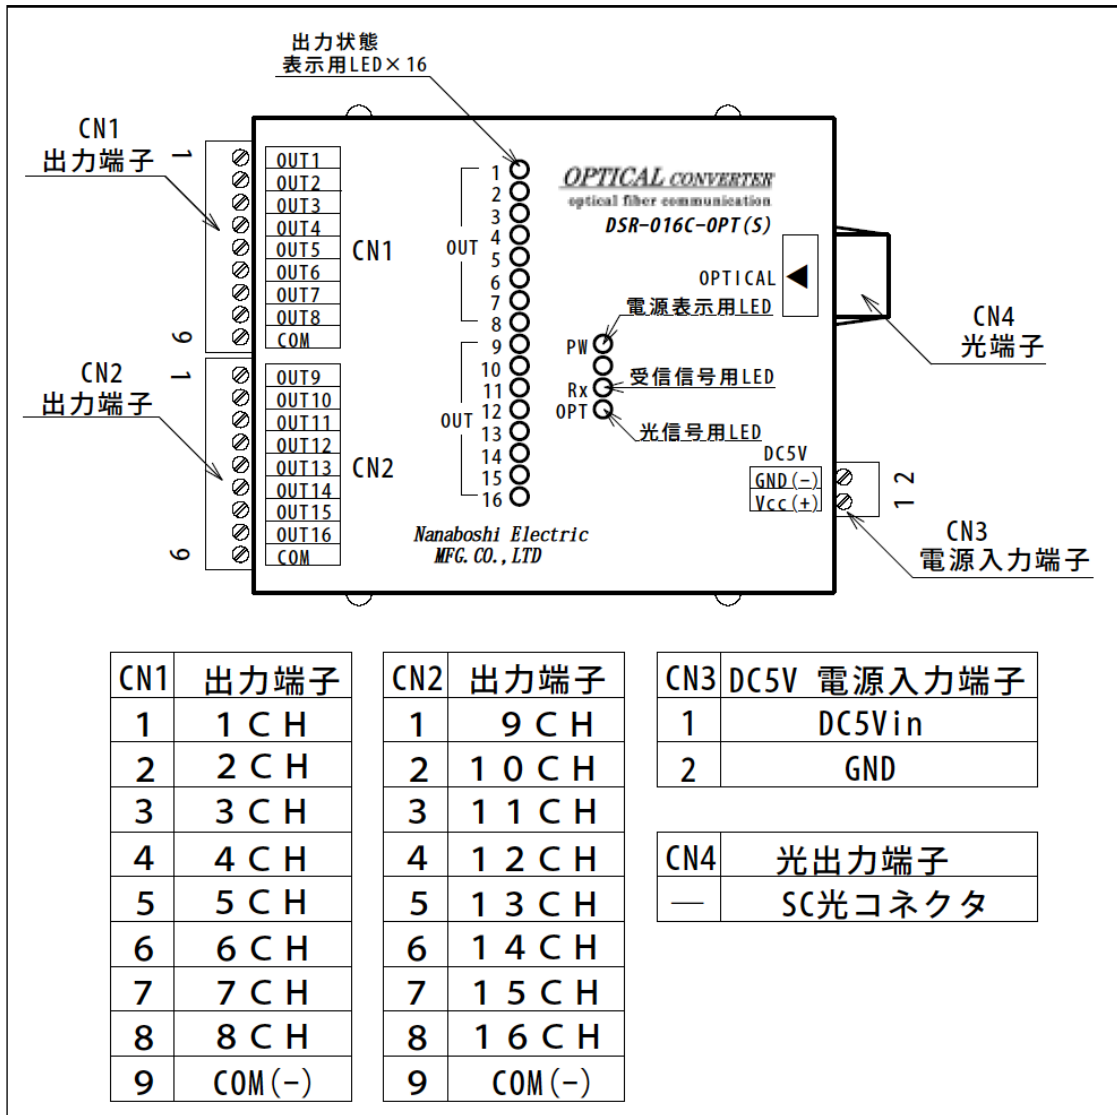 出力状態
表示用LED×16
CN1
出力端子
1
9
OUT1
OUT2
OUT3
OUT4
OUT5
OUT6
OUT7
OUT8
COM
CN1
CN2
出力端子
1
9
OUT9
OUT10
OUT11
OUT12
OUT13
OUT14
OUT15
OUT16
COM
CN2
OUT
1
2
3
4
5
6
7
8
OUT
9
10
11
12
13
14
15
16
OPTICAL CONVERTER
optical fiber communication
DSR-016C-OPT(S)
OPTICAL
◀
電源表示用LED
PW
Rx
受信信号用LED
OPT
光信号用LED
DC5V
GND(-)
Vcc(+)
1 2
CN4
光端子
CN3
電源入力端子
Nanaboshi Electric
MFG.CO.,LTD
CN1 出力端子
1 1CH
2 2CH
3 3CH
4 4CH
5 5CH
6 6CH
7 7CH
8 8CH
9 COM(-)
CN2 出力端子
1 9CH
2 10CH
3 11CH
4 12CH
5 13CH
6 14CH
7 15CH
8 16CH
9 COM(-)
CN3 DC5V 電源入力端子
1 DC5Vin
2 GND
CN4 光出力端子
― SC光コネクタ